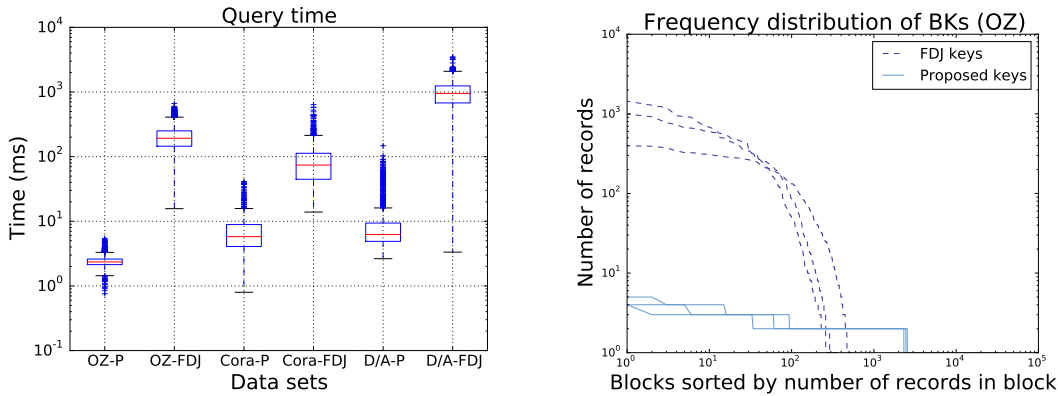 Query time
Time (ms)
10^4
10^3
10^2
10^1
10^0
10^-1
OZ-P OZ-FDJ Cora-P Cora-FDJ D/A-P D/A-FDJ
Data sets
Frequency distribution of BKs (OZ)
Number of records
10^4
10^3
10^2
10^1
10^0
FDJ keys
Proposed keys
10^0 10^1 10^2 10^3 10^4 10^5
Blocks sorted by number of records in block